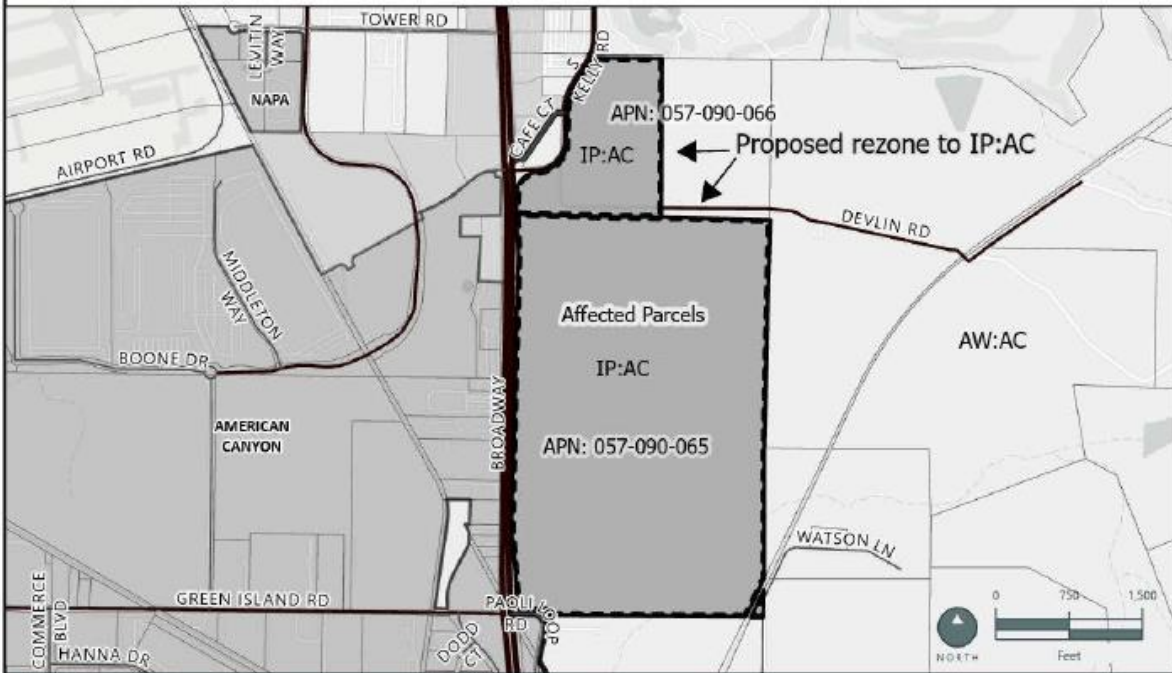 TOWER RD
LEVITIN
WAY
NAPA
S
KELLY RD
CAFE CT
APN: 057-090-066
Proposed rezone to IP:AC
IP:AC
AIRPORT RD
DEVLIN RD
MIDDLETON
WAY
Affected Parcels
AW:AC
BOONE DR
IP:AC
BROADWAY
AMERICAN
CANYON
APN: 057-090-065
WATSON LN
GREEN ISLAND RD
PAOLI LOOP
RD
COMMERCE
BLVD
HANNA DR
DODD
CT
0 750 1,500
Feet
NORTH